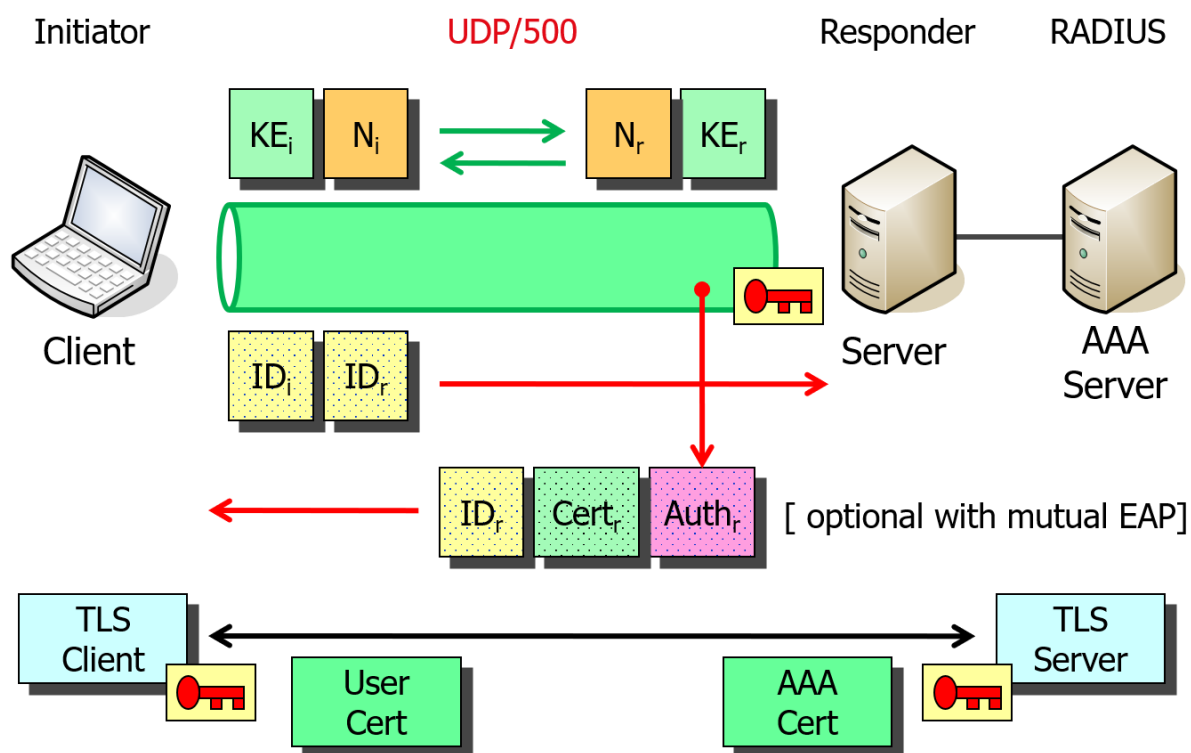 Initiator
UDP/500
Responder
RADIUS
KEi
Ni
Nr
KEr
Client
Server
AAA
Server
IDi
IDr
IDr
Certr
Authr
[ optional with mutual EAP]
TLS
Client
User
Cert
AAA
Cert
TLS
Server